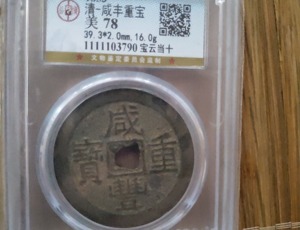 清-咸丰重宝
美 78
39.3*2.0mm,16.0g
1111103790 宝云当十
咸
寶 重
豐